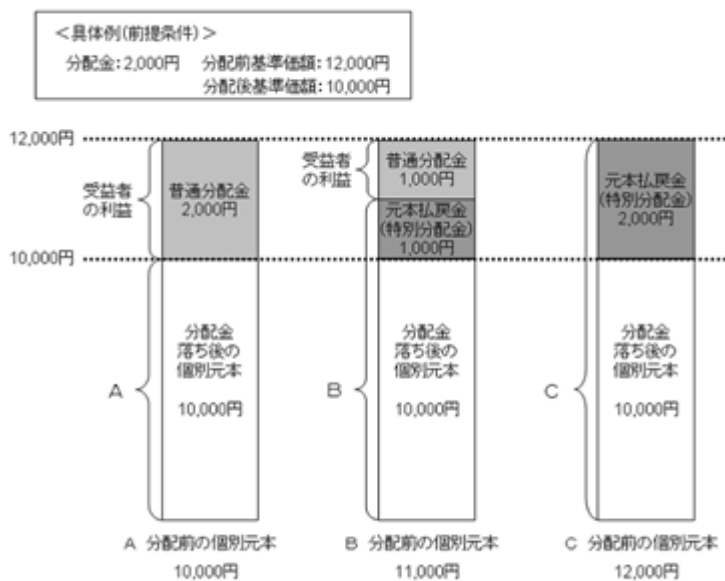 ＜具体例(前提条件)＞
分配金：2,000円　分配前基準価額：12,000円
分配後基準価額：10,000円
12,000円
10,000円
受益者
の利益
普通分配金
2,000円
A
分配金
落ち後の
個別元本
10,000円
A 分配前の個別元本
10,000円
受益者
の利益
普通分配金
1,000円
元本払戻金
(特別分配金)
1,000円
B
分配金
落ち後の
個別元本
10,000円
B 分配前の個別元本
11,000円
元本払戻金
(特別分配金)
2,000円
C
分配金
落ち後の
個別元本
10,000円
C 分配前の個別元本
12,000円